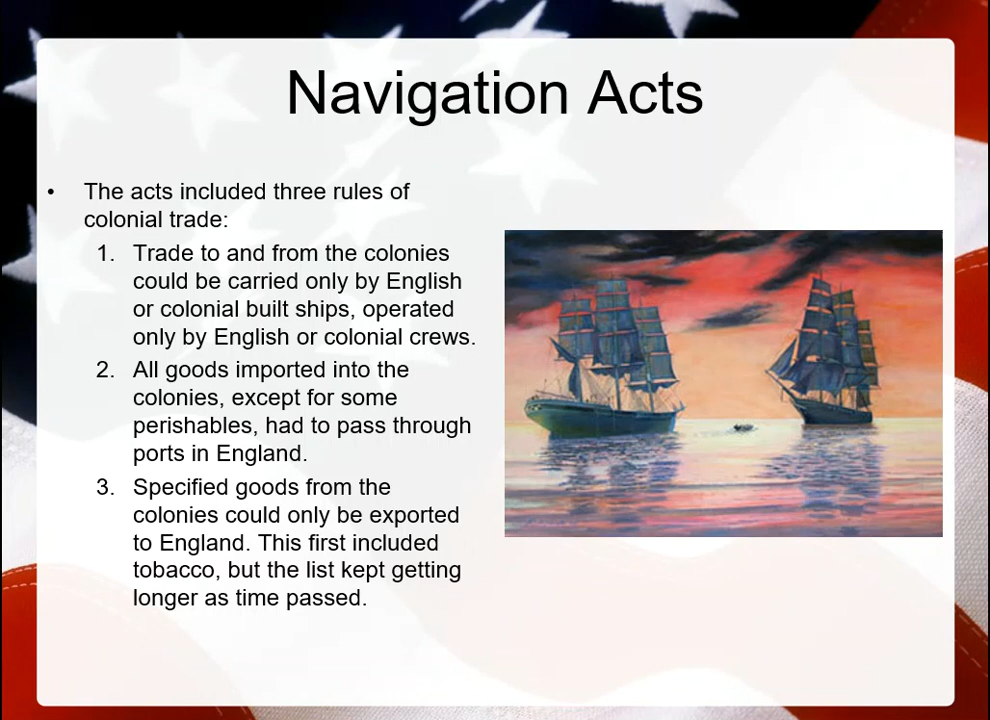 Navigation Acts
• The acts included three rules of
colonial trade:
1. Trade to and from the colonies
could be carried only by English
or colonial built ships, operated
only by English or colonial crews.
2. All goods imported into the
colonies, except for some
perishables, had to pass through
ports in England.
3. Specified goods from the
colonies could only be exported
to England. This first included
tobacco, but the list kept getting
longer as time passed.